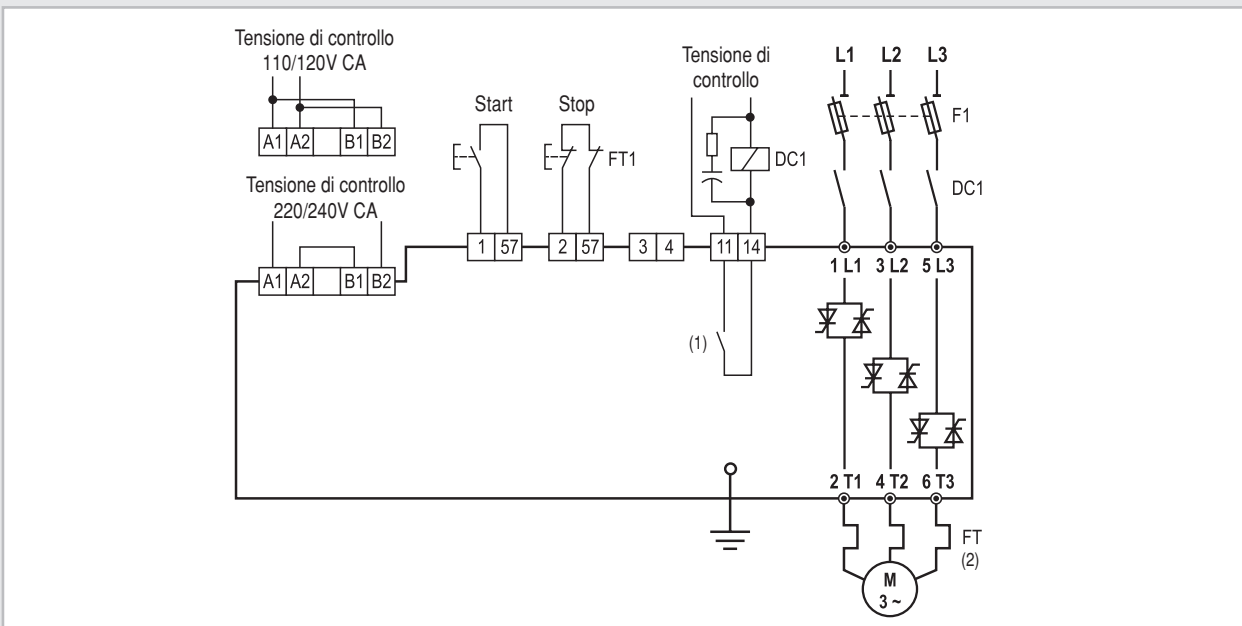 Tensione di controllo
110/120V CA
A1 A2 B1 B2
Tensione di controllo
220/240V CA
A1 A2 B1 B2
Start
1 57
Stop
FT1
2 57
3 4
Tensione di
controllo
DC1
11 14
(1)
L1 L2 L3
F1
DC1
1 L1 3 L2 5 L3
2 T1 4 T2 6 T3
FT
(2)
M
3 ~